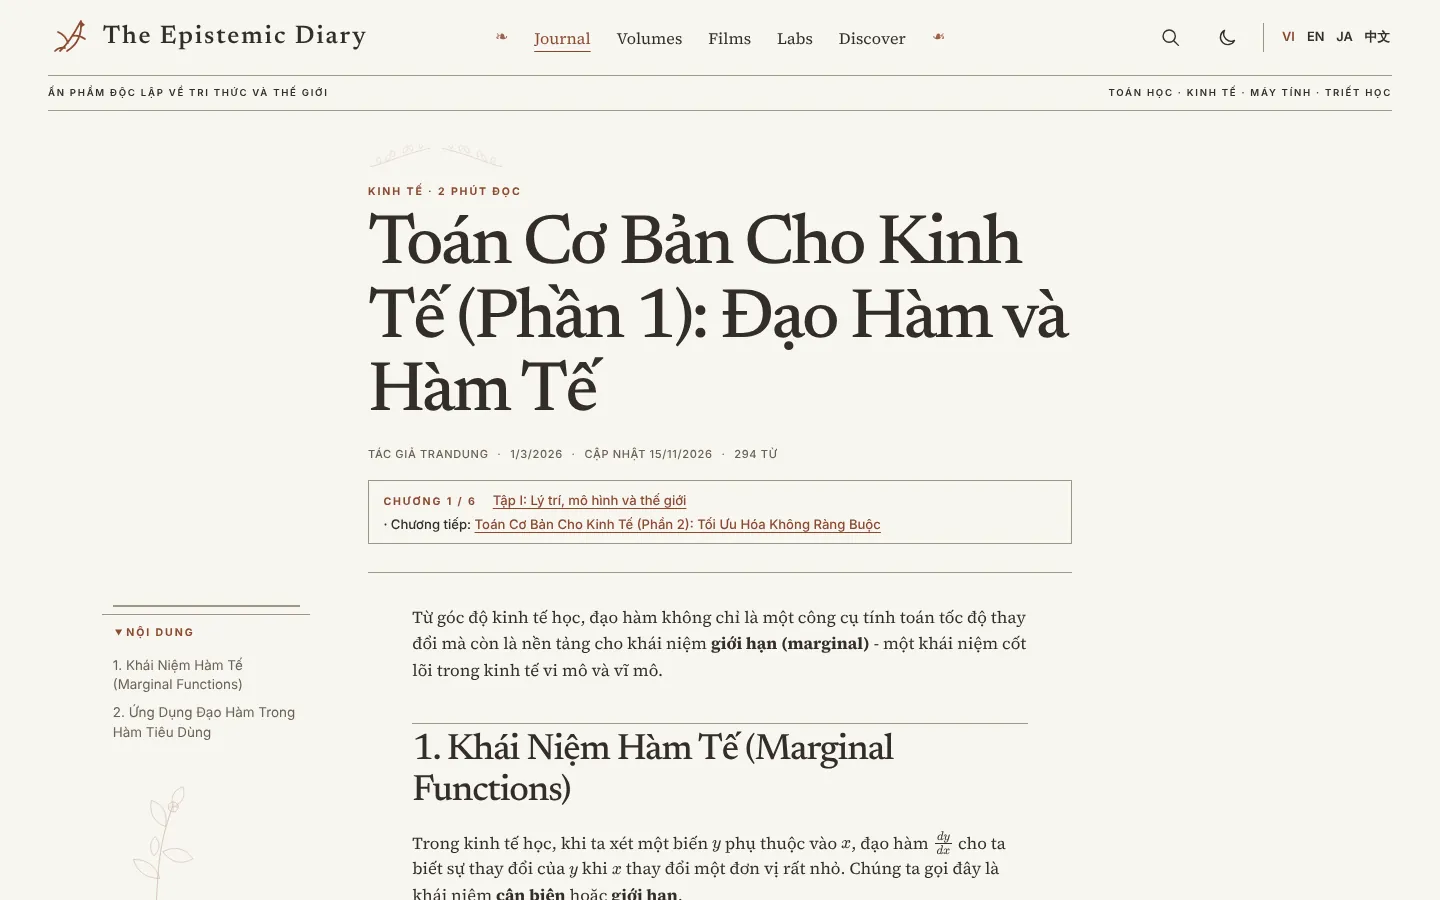 The Epistemic Diary
Journal Volumes Films Labs Discover
VI EN JA 中文
ẤN PHẨM ĐỘC LẬP VỀ TRI THỨC VÀ THẾ GIỚI
TOÁN HỌC · KINH TẾ · MÁY TÍNH · TRIẾT HỌC
KINH TẾ · 2 PHÚT ĐỌC
Toán Cơ Bản Cho Kinh
Tế (Phần 1): Đạo Hàm và
Hàm Tế
TÁC GIẢ TRANDUNG · 1/3/2026 · CẬP NHẬT 15/11/2026 · 294 TỪ
CHƯƠNG 1 / 6 Tập I: Lý trí, mô hình và thế giới
· Chương tiếp: Toán Cơ Bản Cho Kinh Tế (Phần 2): Tối Ưu Hóa Không Ràng Buộc
▼ NỘI DUNG
1. Khái Niệm Hàm Tế
(Marginal Functions)
2. Ứng Dụng Đạo Hàm Trong
Hàm Tiêu Dùng
Từ góc độ kinh tế học, đạo hàm không chỉ là một công cụ tính toán tốc độ thay
đổi mà còn là nền tảng cho khái niệm giới hạn (marginal) - một khái niệm cốt
lõi trong kinh tế vi mô và vĩ mô.
1. Khái Niệm Hàm Tế (Marginal
Functions)
Trong kinh tế học, khi ta xét một biến y phụ thuộc vào x, đạo hàm dy/dx cho ta
biết sự thay đổi của y khi x thay đổi một đơn vị rất nhỏ. Chúng ta gọi đây là
khái niệm cận biên hoặc giới hạn.